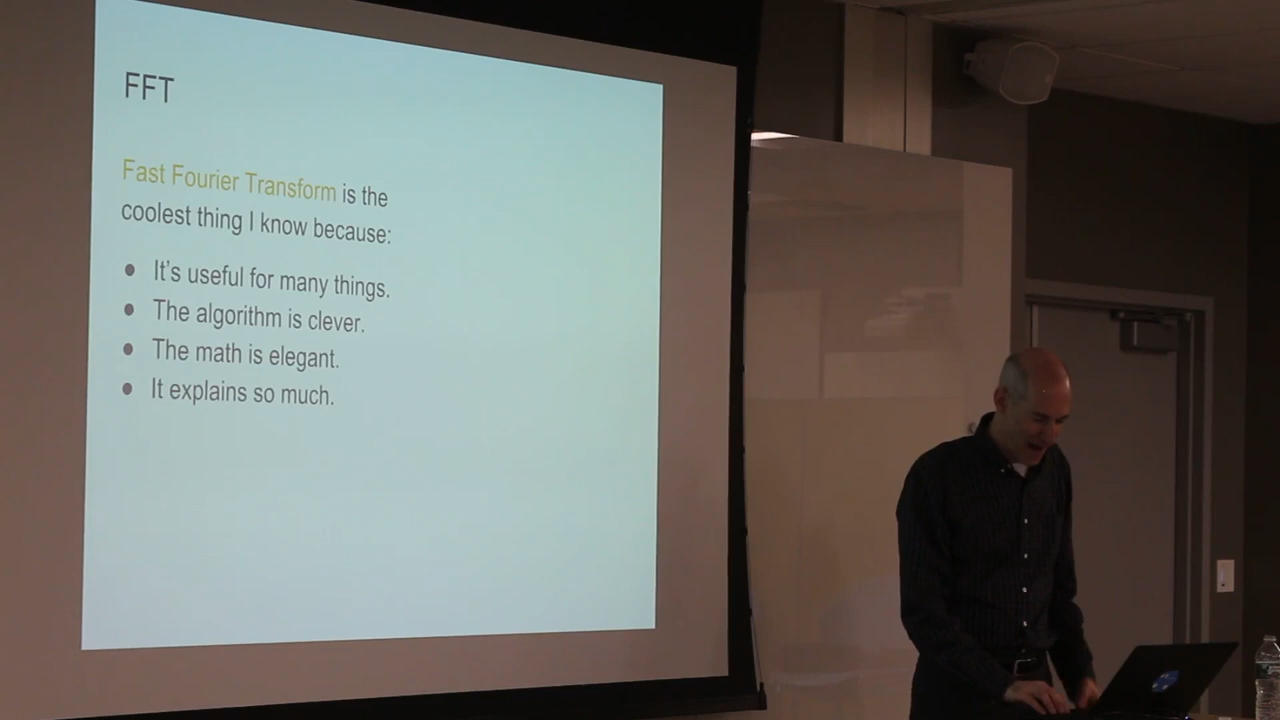 FFT
Fast Fourier Transform is the
coolest thing I know because:
● It's useful for many things.
● The algorithm is clever.
● The math is elegant.
● It explains so much.